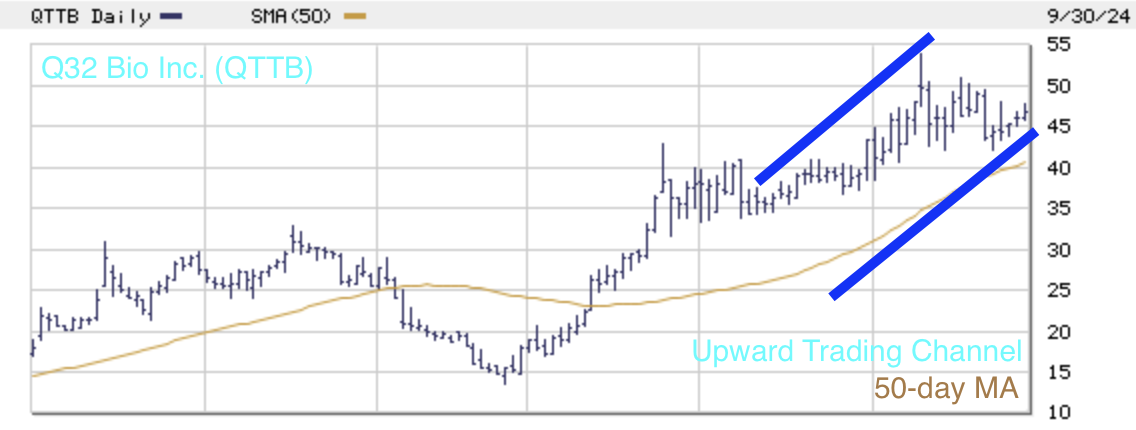 QTTB Daily SMA(50) 9/30/24
Q32 Bio Inc. (QTTB)
55
50
45
40
35
30
25
20
15
10
Upward Trading Channel
50-day MA